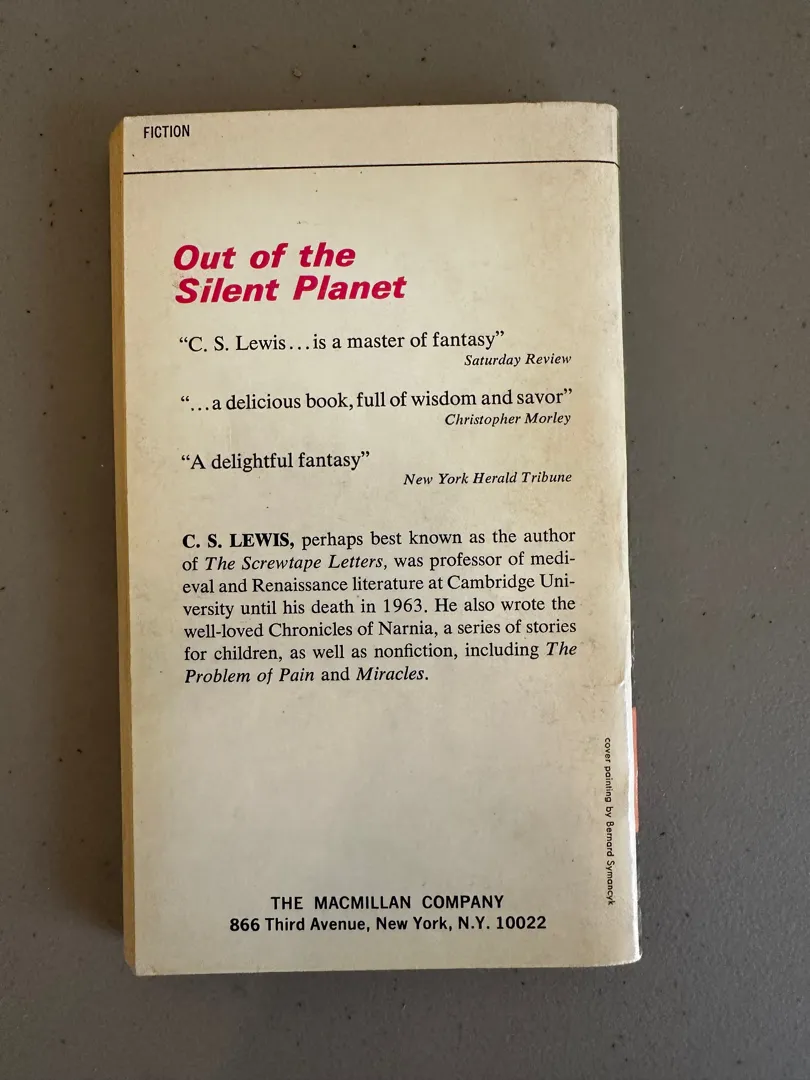 FICTION
Out of the
Silent Planet
“C. S. Lewis...is a master of fantasy”
Saturday Review
“...a delicious book, full of wisdom and savor”
Christopher Morley
“A delightful fantasy”
New York Herald Tribune
C. S. LEWIS, perhaps best known as the author
of The Screwtape Letters, was professor of medi-
eval and Renaissance literature at Cambridge Uni-
versity until his death in 1963. He also wrote the
well-loved Chronicles of Narnia, a series of stories
for children, as well as nonfiction, including The
Problem of Pain and Miracles.
cover painting by Bernard Symancyk
THE MACMILLAN COMPANY
866 Third Avenue, New York, N.Y. 10022